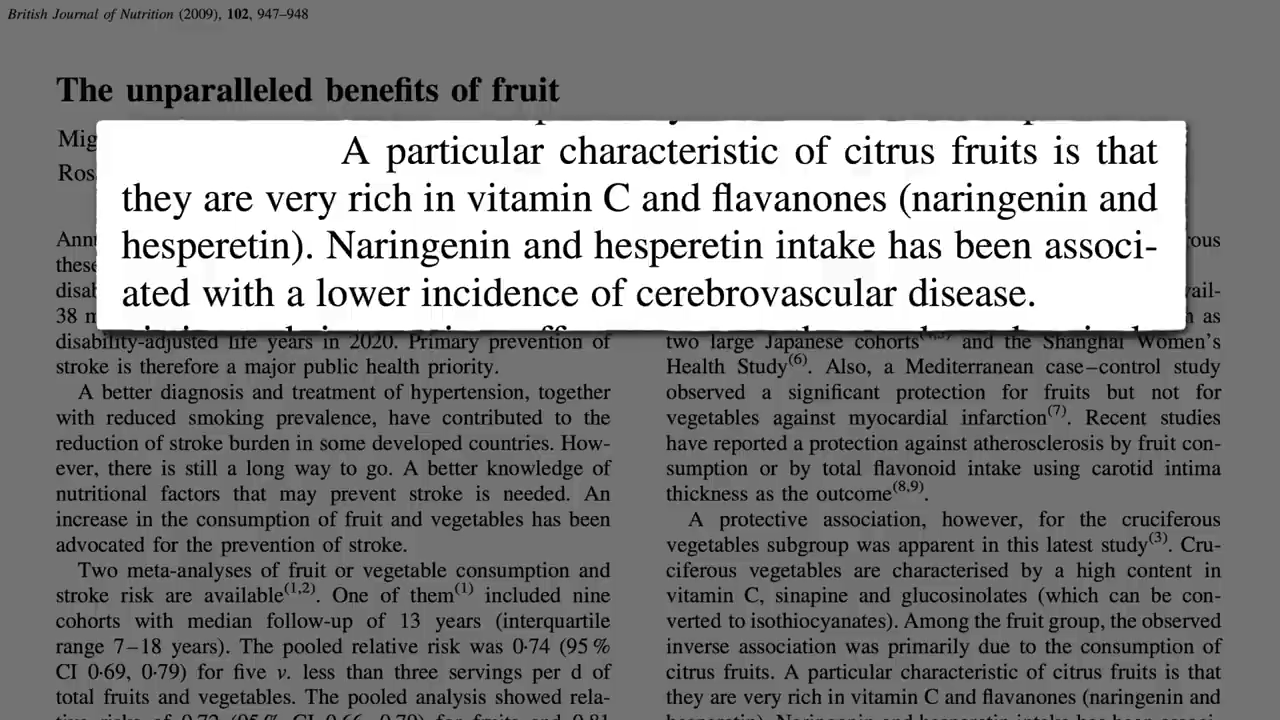 British Journal of Nutrition (2009), 102, 947–948
The unparalleled benefits of fruit
A particular characteristic of citrus fruits is that
they are very rich in vitamin C and flavanones (naringenin and
hesperetin). Naringenin and hesperetin intake has been associ-
ated with a lower incidence of cerebrovascular disease.
disability-adjusted life years in 2020. Primary prevention of
stroke is therefore a major public health priority.
A better diagnosis and treatment of hypertension, together
with reduced smoking prevalence, have contributed to the
reduction of stroke burden in some developed countries. How-
ever, there is still a long way to go. A better knowledge of
nutritional factors that may prevent stroke is needed. An
increase in the consumption of fruit and vegetables has been
advocated for the prevention of stroke.
Two meta-analyses of fruit or vegetable consumption and
stroke risk are available(1,2). One of them(1) included nine
cohorts with median follow-up of 13 years (interquartile
range 7–18 years). The pooled relative risk was 0·74 (95 %
CI 0·69, 0·79) for five v. less than three servings per d of
total fruits and vegetables. The pooled analysis showed rela-
two large Japanese cohorts and the Shanghai Women's
Health Study(6). Also, a Mediterranean case–control study
observed a significant protection for fruits but not for
vegetables against myocardial infarction(7). Recent studies
have reported a protection against atherosclerosis by fruit con-
sumption or by total flavonoid intake using carotid intima
thickness as the outcome(8,9).
A protective association, however, for the cruciferous
vegetables subgroup was apparent in this latest study(3). Cru-
ciferous vegetables are characterised by a high content in
vitamin C, sinapine and glucosinolates (which can be con-
verted to isothiocyanates). Among the fruit group, the observed
inverse association was primarily due to the consumption of
citrus fruits. A particular characteristic of citrus fruits is that
they are very rich in vitamin C and flavanones (naringenin and